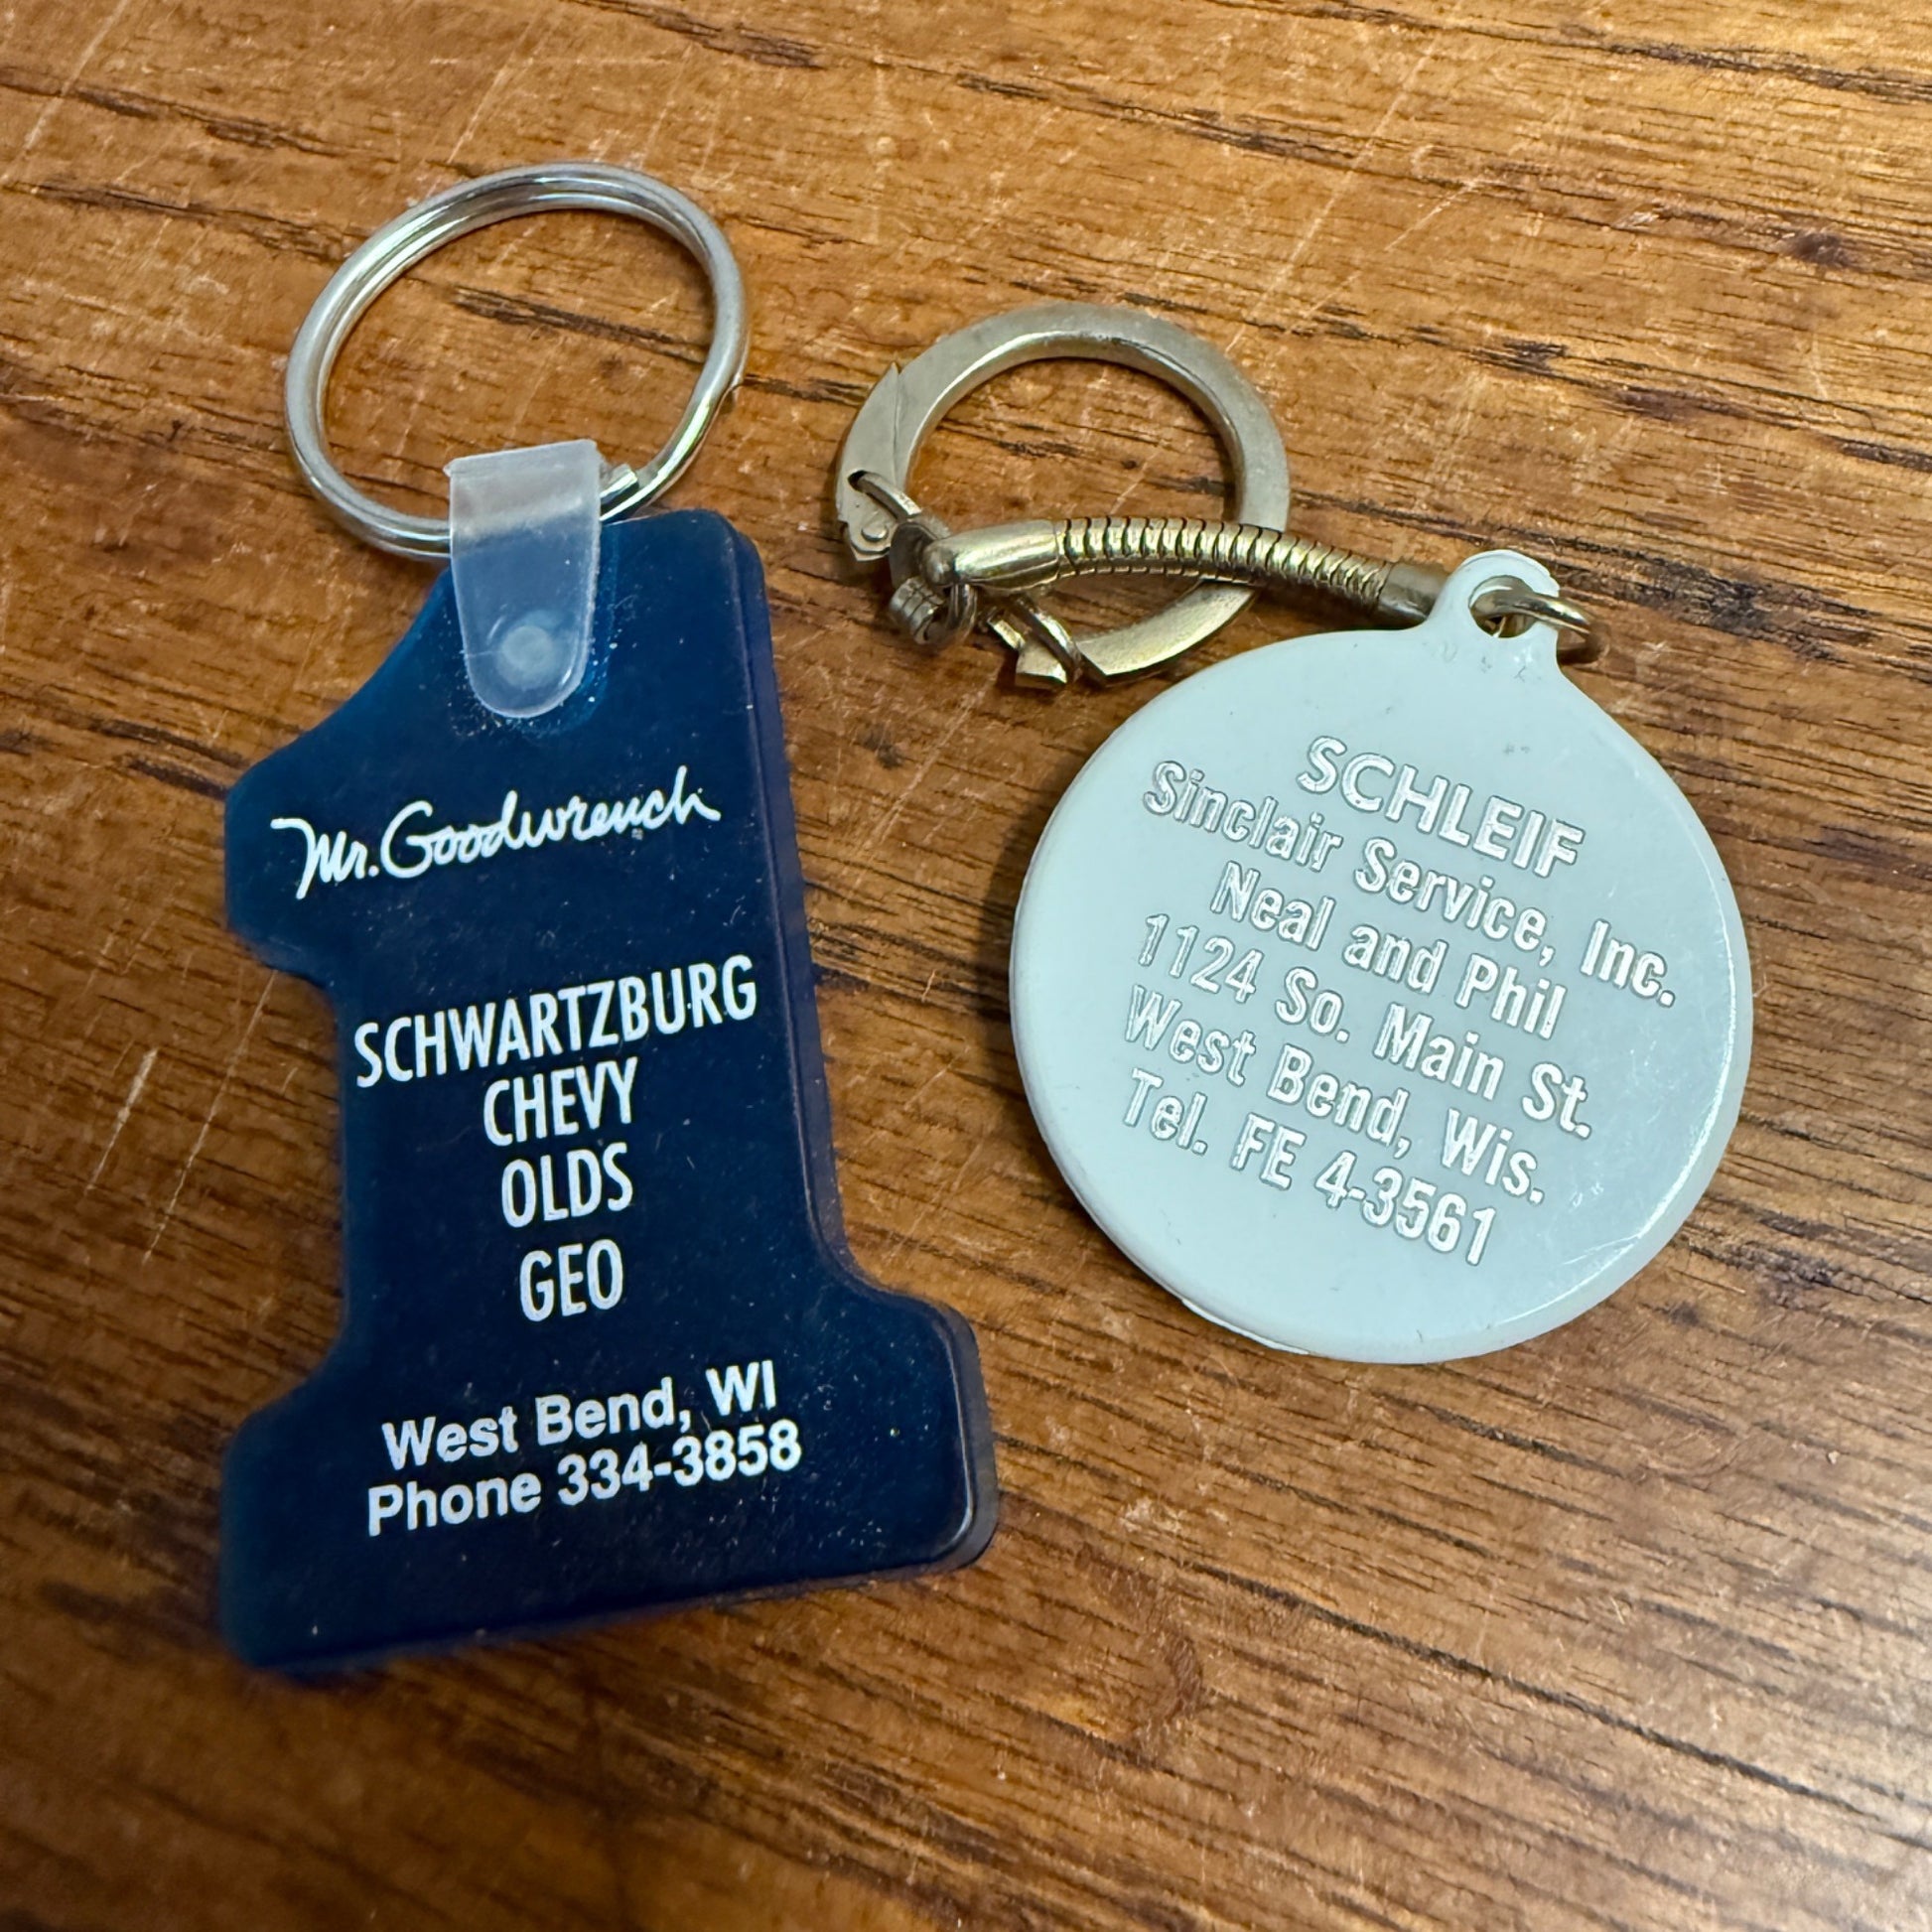 Mr. Goodwrench
SCHWARTZBURG
CHEVY
OLDS
GEO
West Bend, WI
Phone 334-3858
SCHLEIF
Sinclair Service, Inc.
Neal and Phil
1124 So. Main St.
West Bend, Wis.
Tel. FE 4-3561